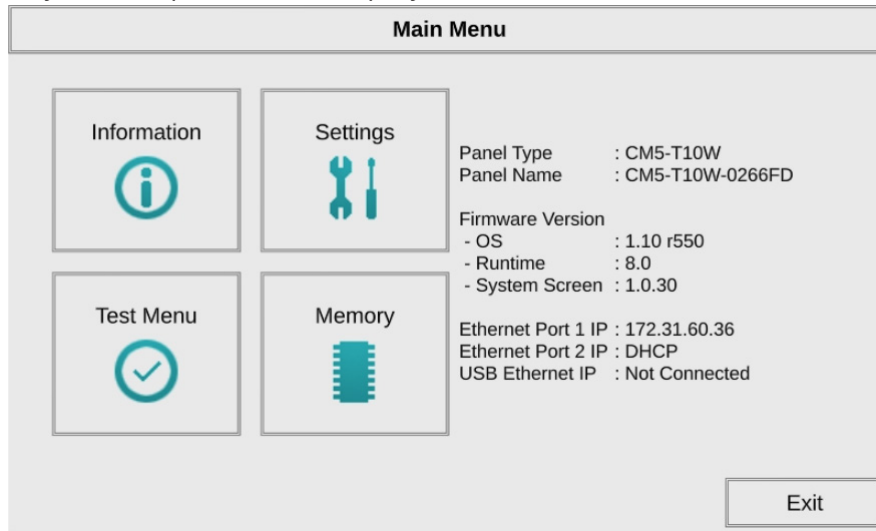 Main Menu
Information
Settings
Test Menu
Memory
Panel Type : CM5-T10W
Panel Name : CM5-T10W-0266FD
Firmware Version
- OS : 1.10 r550
- Runtime : 8.0
- System Screen : 1.0.30
Ethernet Port 1 IP : 172.31.60.36
Ethernet Port 2 IP : DHCP
USB Ethernet IP : Not Connected
Exit